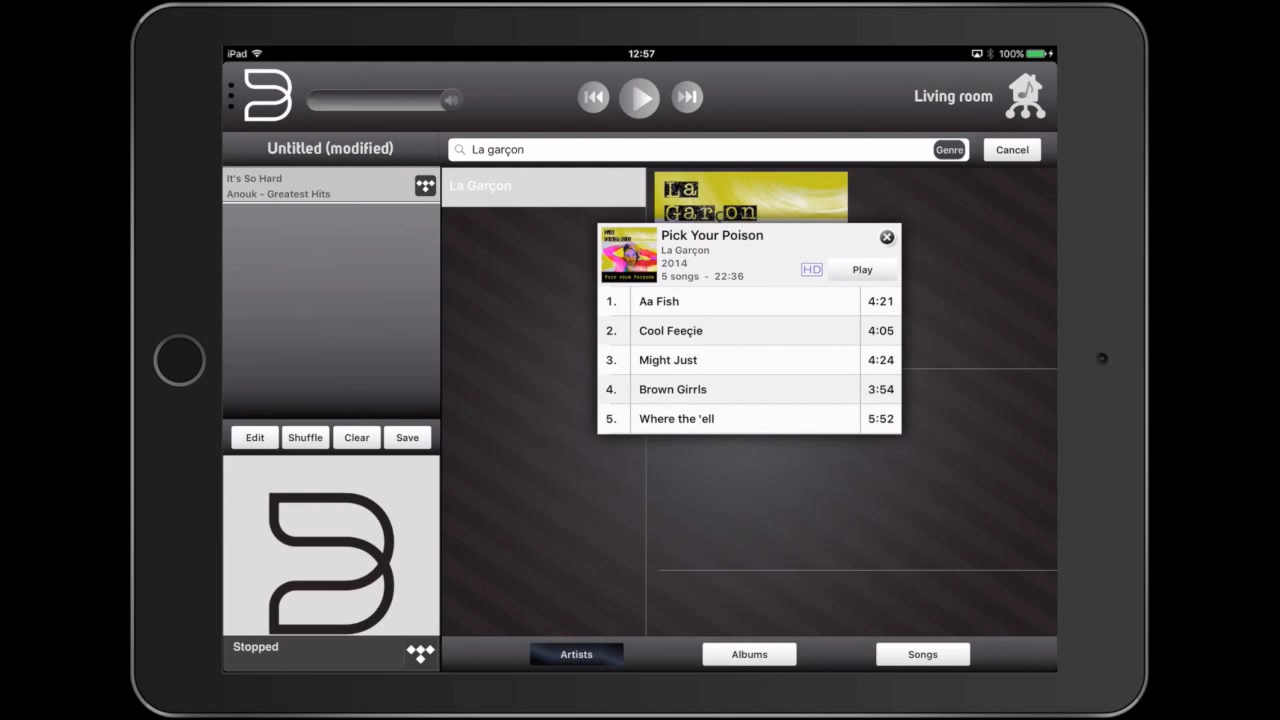 iPad
12:57
100%
Living room
Untitled (modified)
La garçon
Genre
Cancel
It's So Hard
Anouk - Greatest Hits
La Garçon
La
Garçon
Pick Your Poison
La Garçon
2014
5 songs - 22:36
HD
Play
1. Aa Fish 4:21
2. Cool Feeçie 4:05
3. Might Just 4:24
4. Brown Girrls 3:54
5. Where the 'ell 5:52
Edit
Shuffle
Clear
Save
Stopped
Artists
Albums
Songs